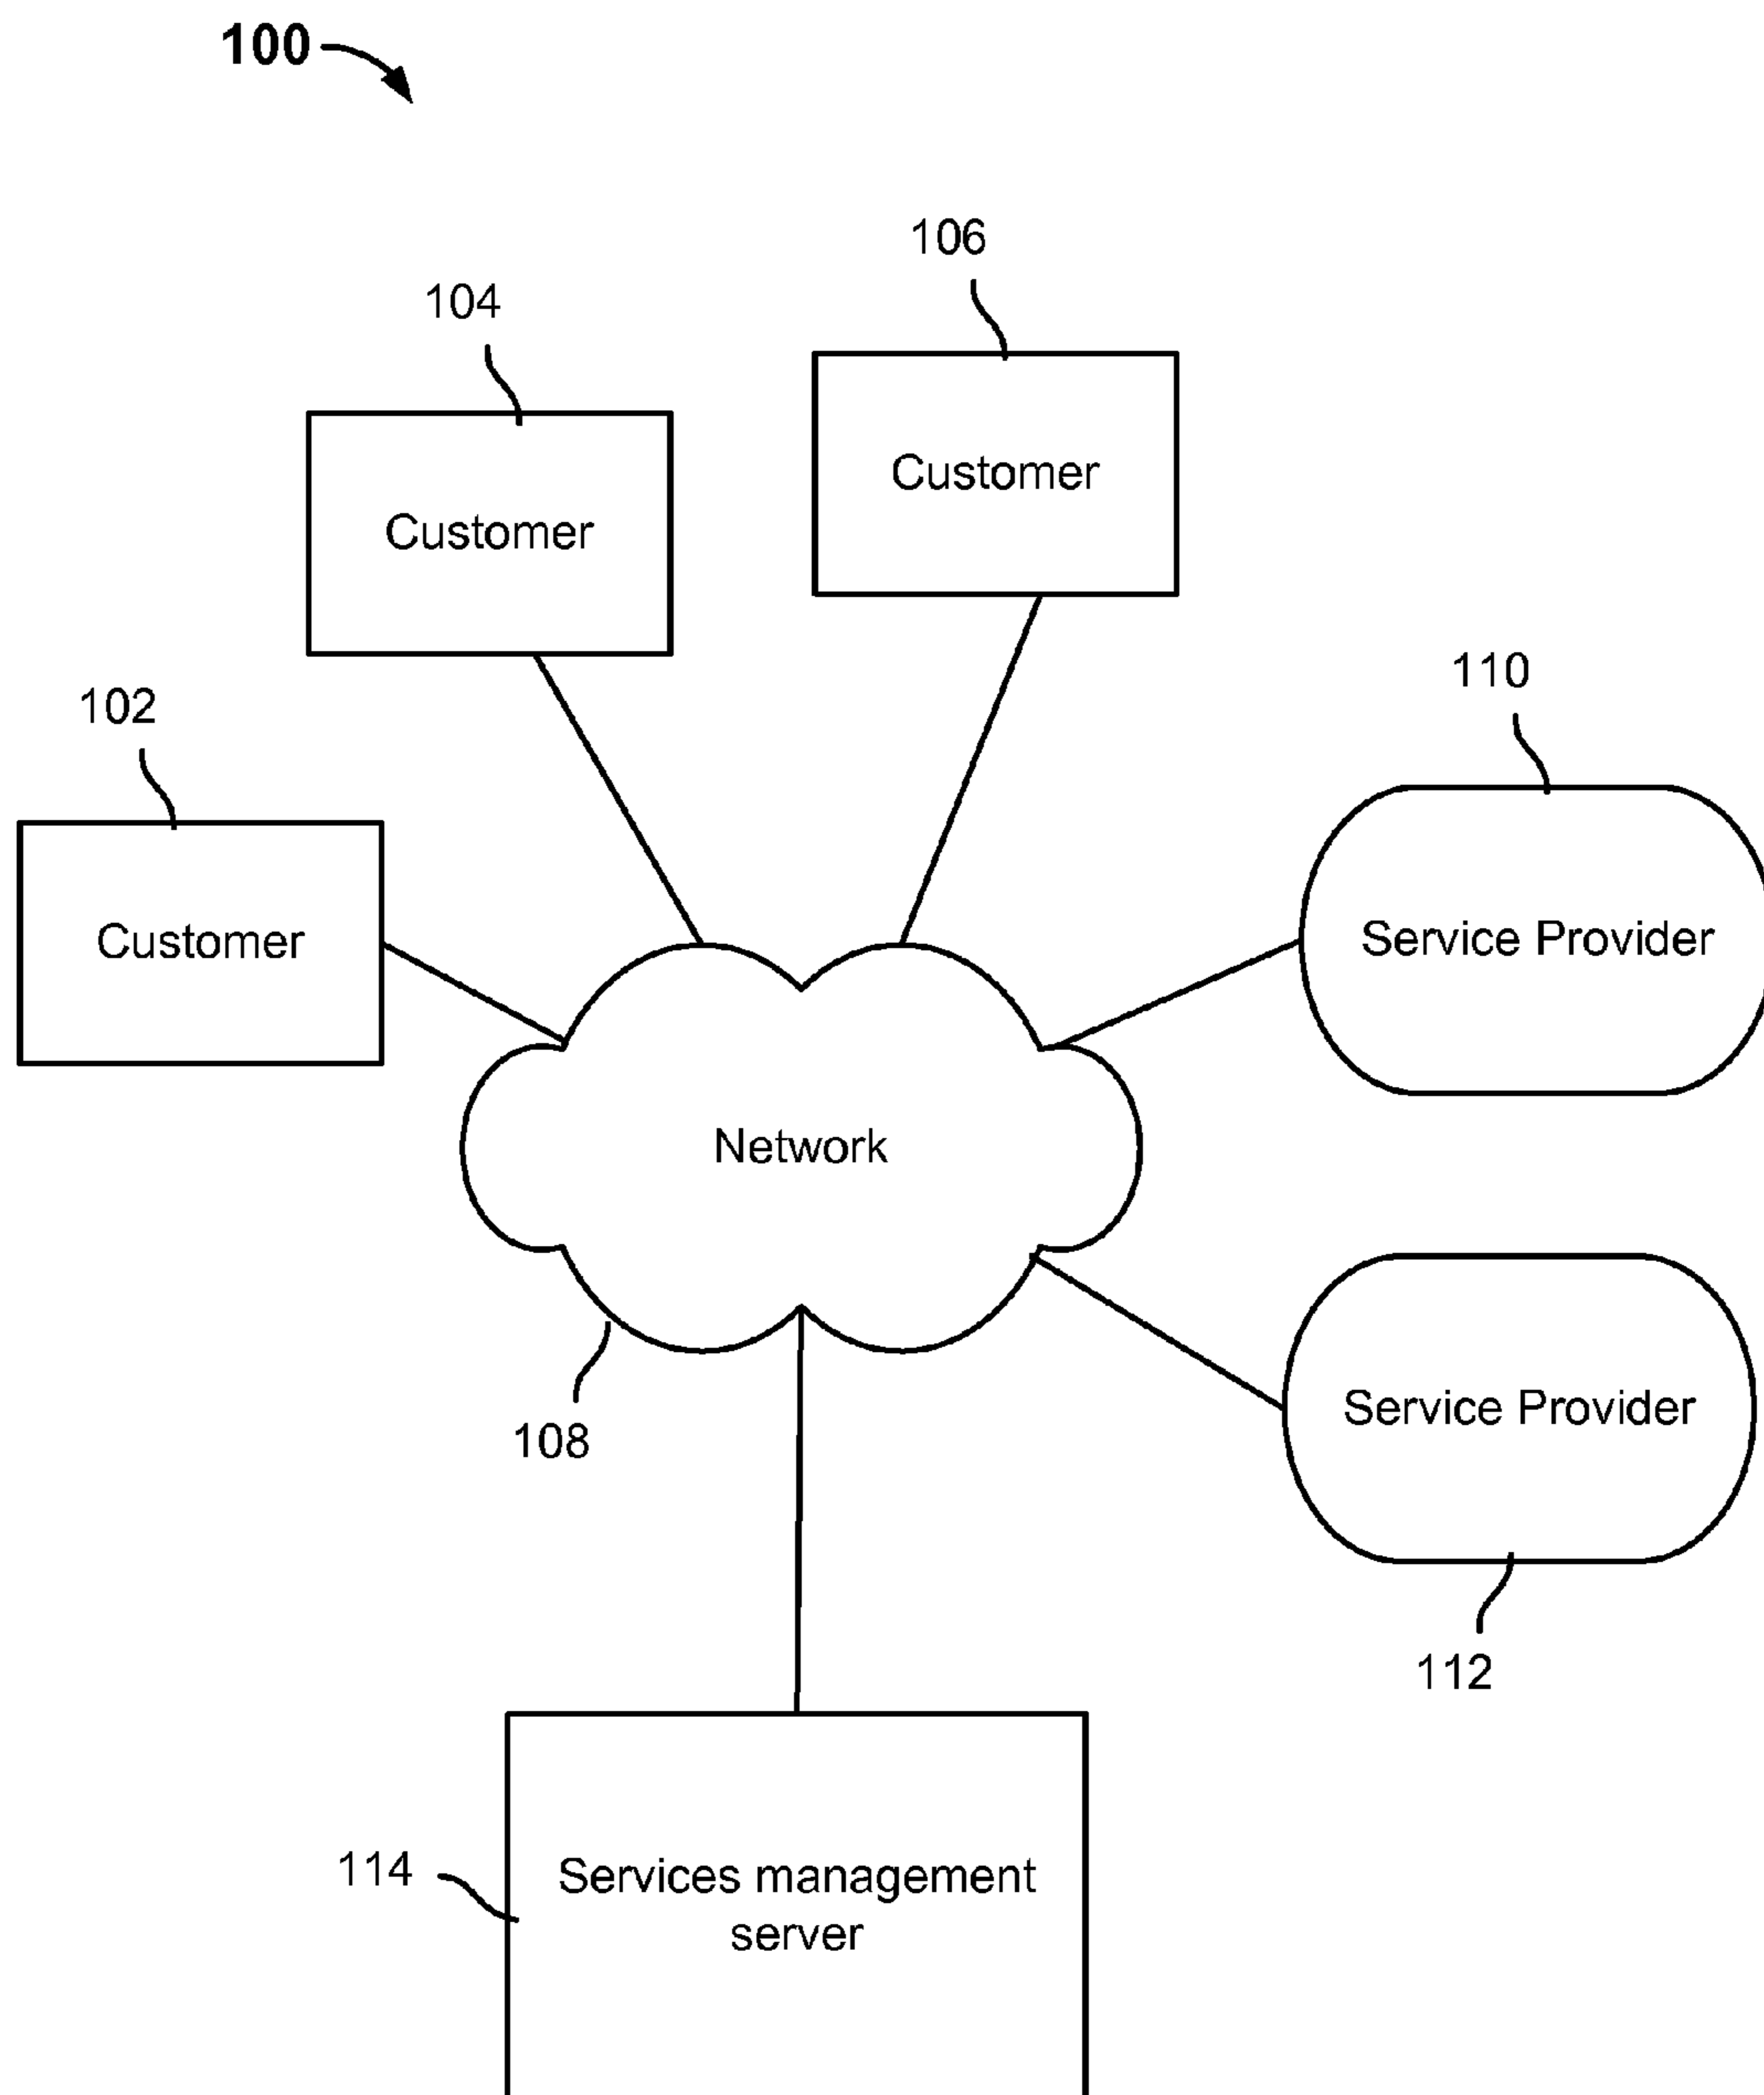 100
106
104
Customer
Customer
110
102
Service Provider
Customer
Network
Service Provider
108
112
114
Services management
server